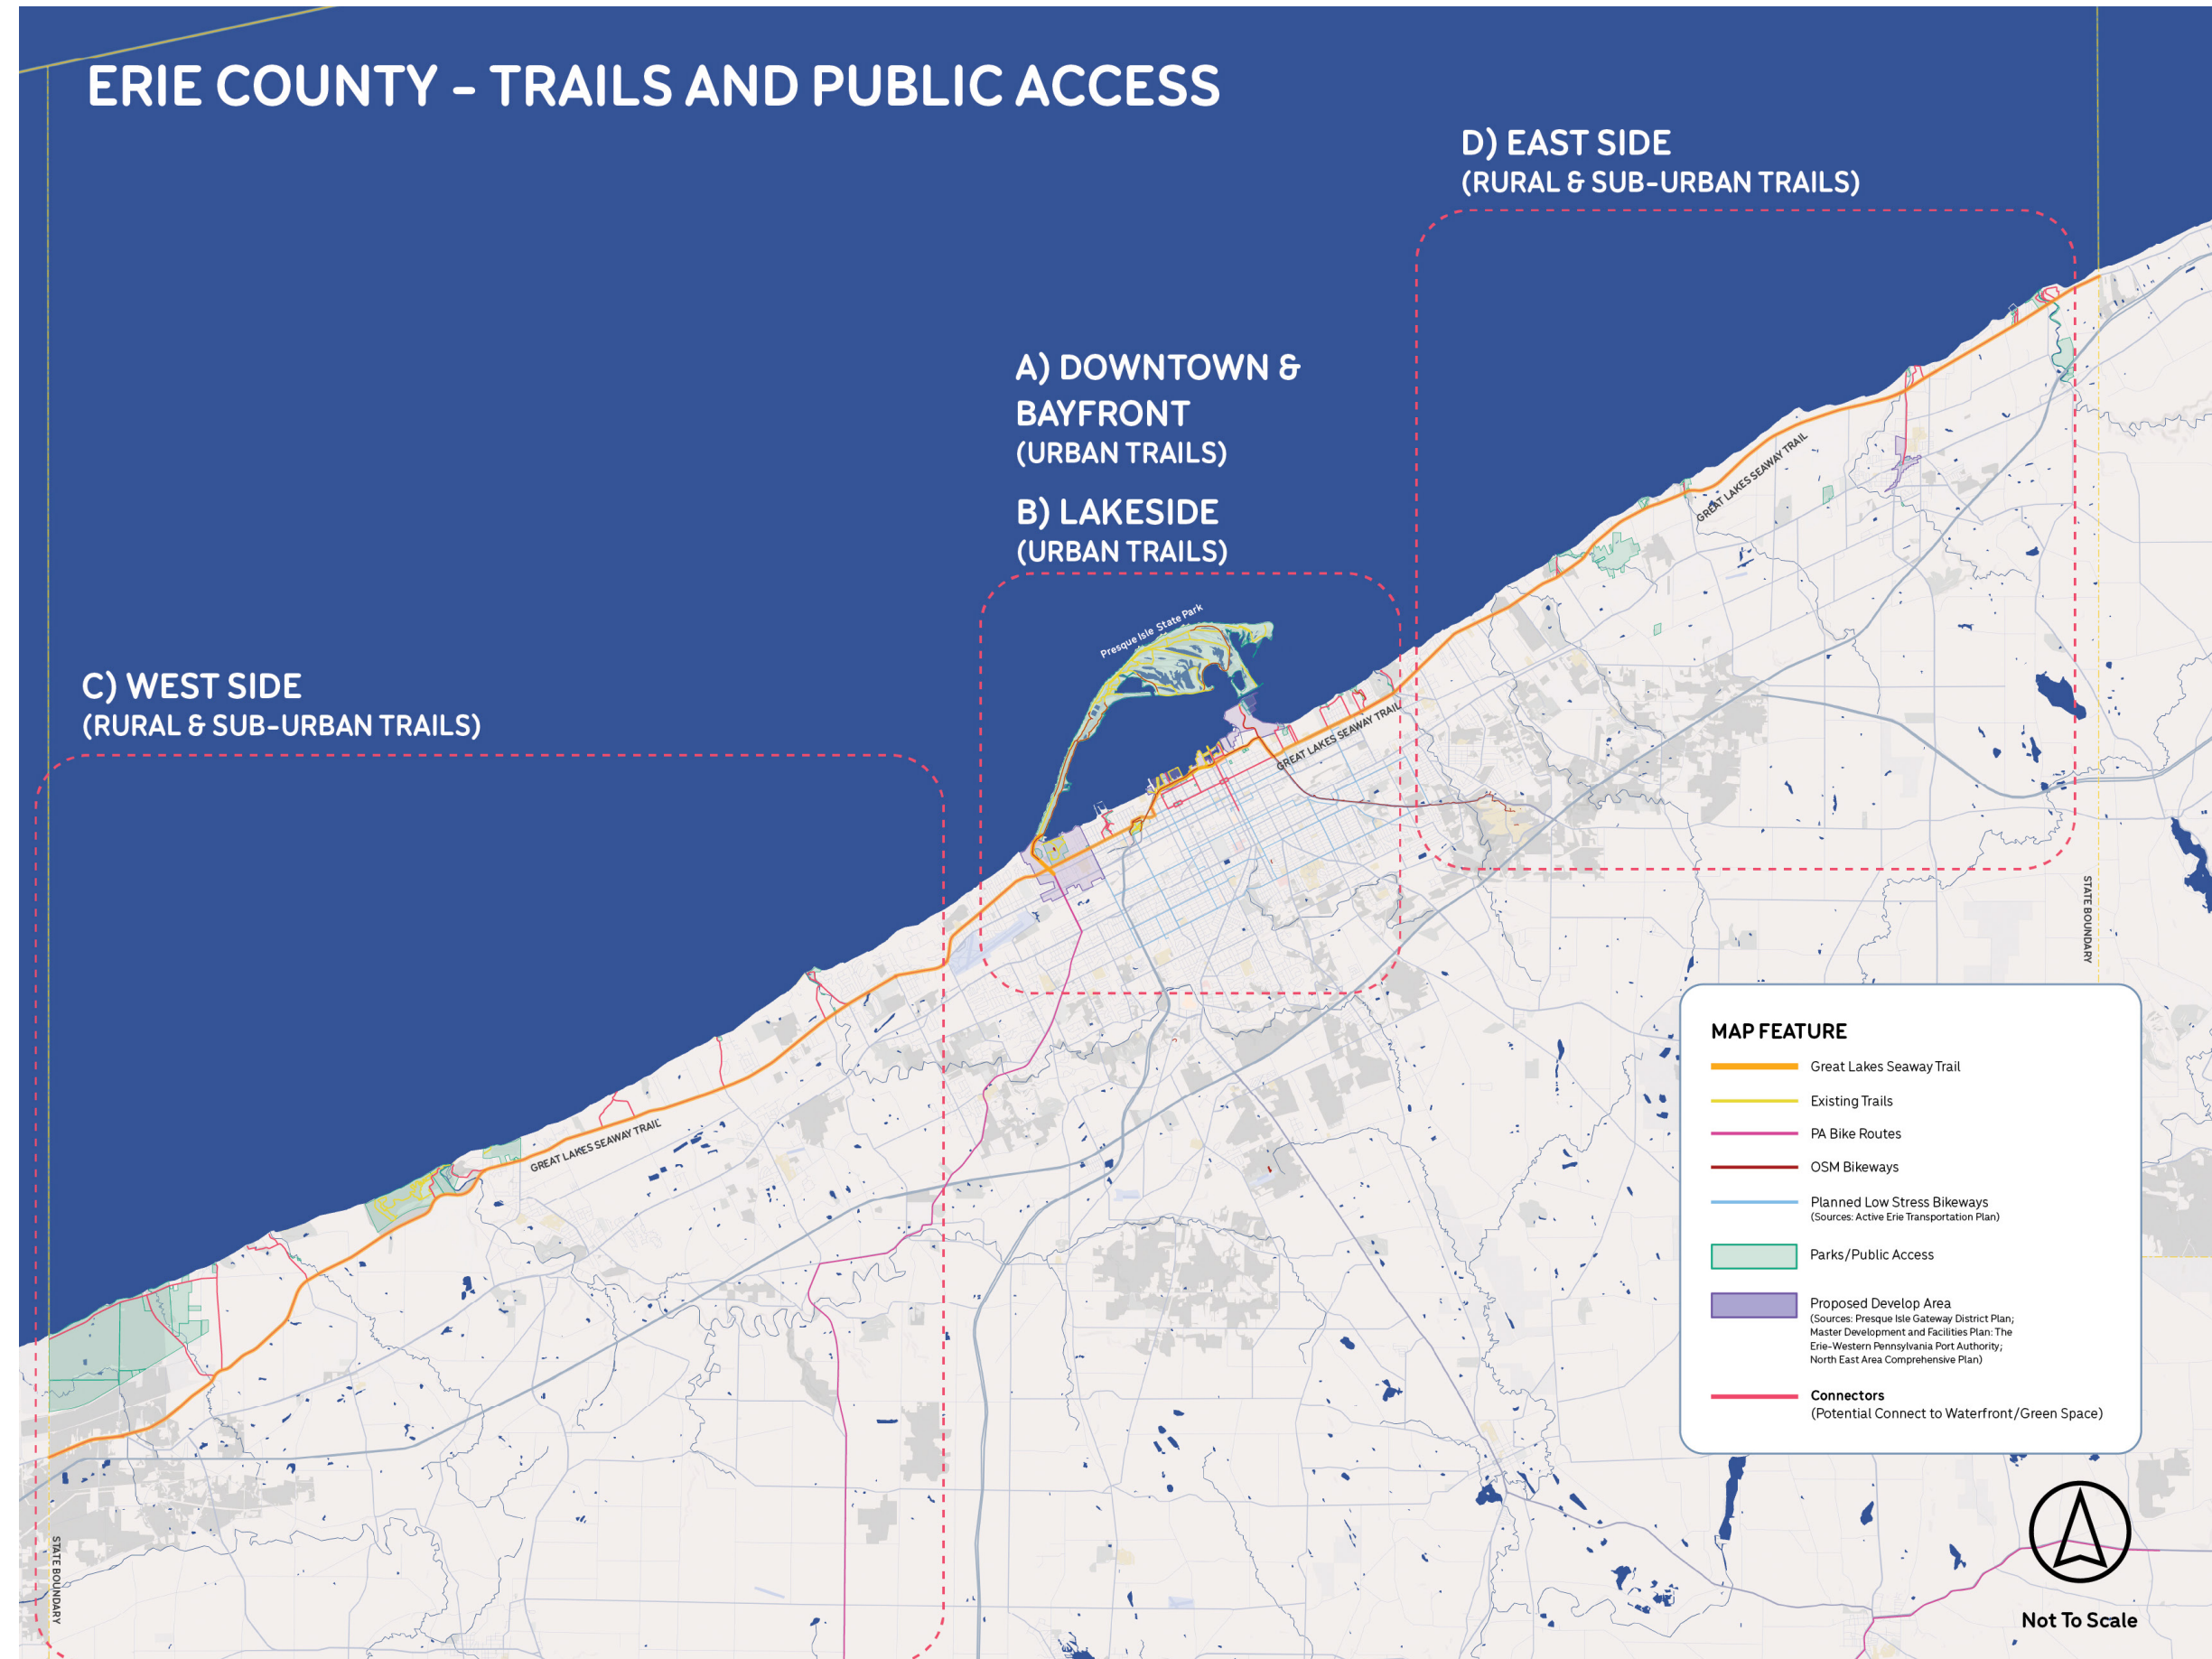 ERIE COUNTY - TRAILS AND PUBLIC ACCESS
D) EAST SIDE
(RURAL & SUB-URBAN TRAILS)
A) DOWNTOWN &
BAYFRONT
(URBAN TRAILS)
B) LAKESIDE
(URBAN TRAILS)
C) WEST SIDE
(RURAL & SUB-URBAN TRAILS)
Presque Isle State Park
GREAT LAKES SEAWAY TRAIL
GREAT LAKES SEAWAY TRAIL
GREAT LAKES SEAWAY TRAIL
STATE BOUNDARY
STATE BOUNDARY
MAP FEATURE
Great Lakes Seaway Trail
Existing Trails
PA Bike Routes
OSM Bikeways
Planned Low Stress Bikeways
(Sources: Active Erie Transportation Plan)
Parks/Public Access
Proposed Develop Area
(Sources: Presque Isle Gateway District Plan;
Master Development and Facilities Plan: The
Erie-Western Pennsylvania Port Authority;
North East Area Comprehensive Plan)
Connectors
(Potential Connect to Waterfront/Green Space)
Not To Scale